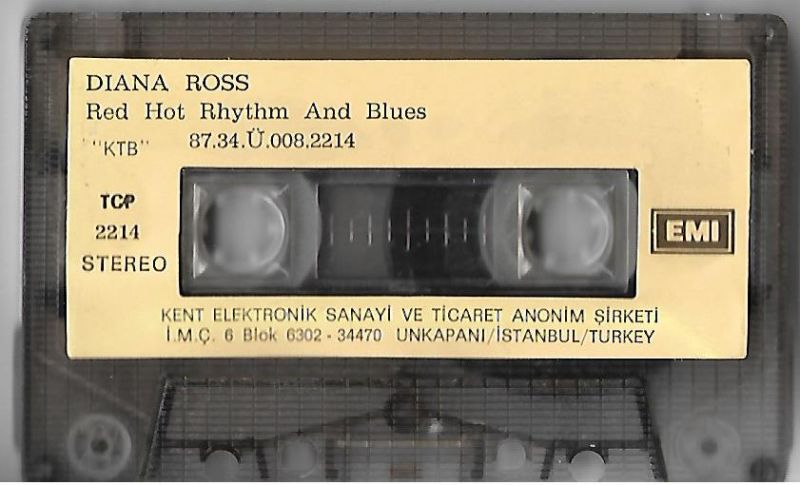 DIANA ROSS
Red Hot Rhythm And Blues
"KTB" 87.34.Ü.008.2214
TCP
2214
STEREO
EMI
KENT ELEKTRONİK SANAYİ VE TİCARET ANONİM ŞİRKETİ
İ.M.Ç. 6 Blok 6302 - 34470 UNKAPANI/İSTANBUL/TURKEY